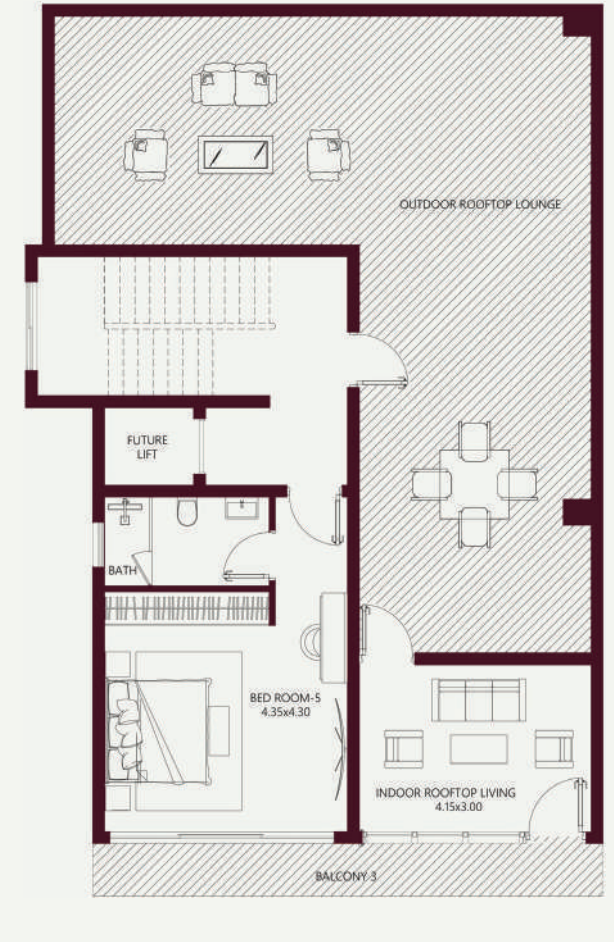 OUTDOOR ROOFTOP LOUNGE
FUTURE
LIFT
BATH
BED ROOM-5
4.35x4.30
INDOOR ROOFTOP LIVING
4.15x3.00
BALCONY 3